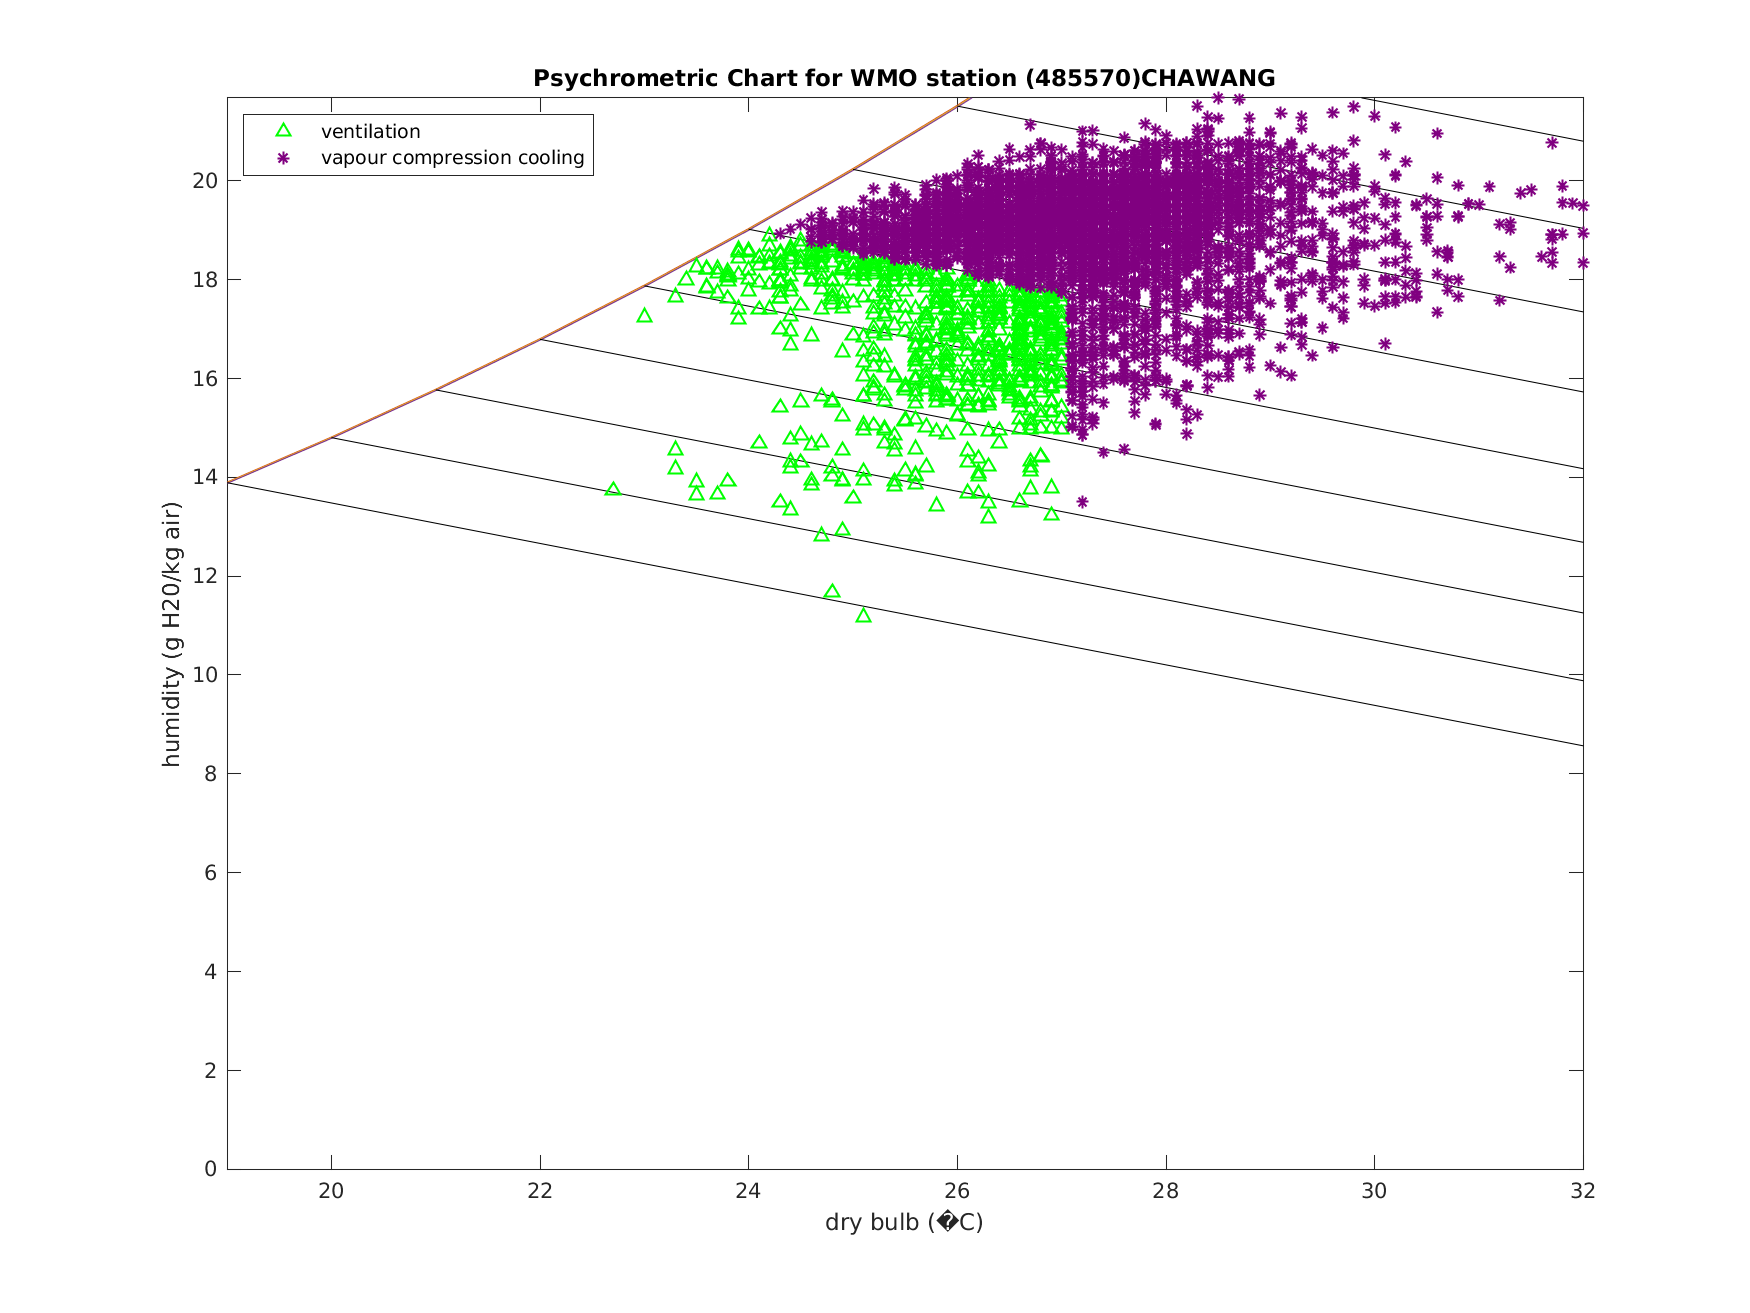 Psychrometric Chart for WMO station (485570)CHAWANG
ventilation
vapour compression cooling
20
18
16
14
12
10
8
6
4
2
0
humidity (g H20/kg air)
20 22 24 26 28 30 32
dry bulb (�C)